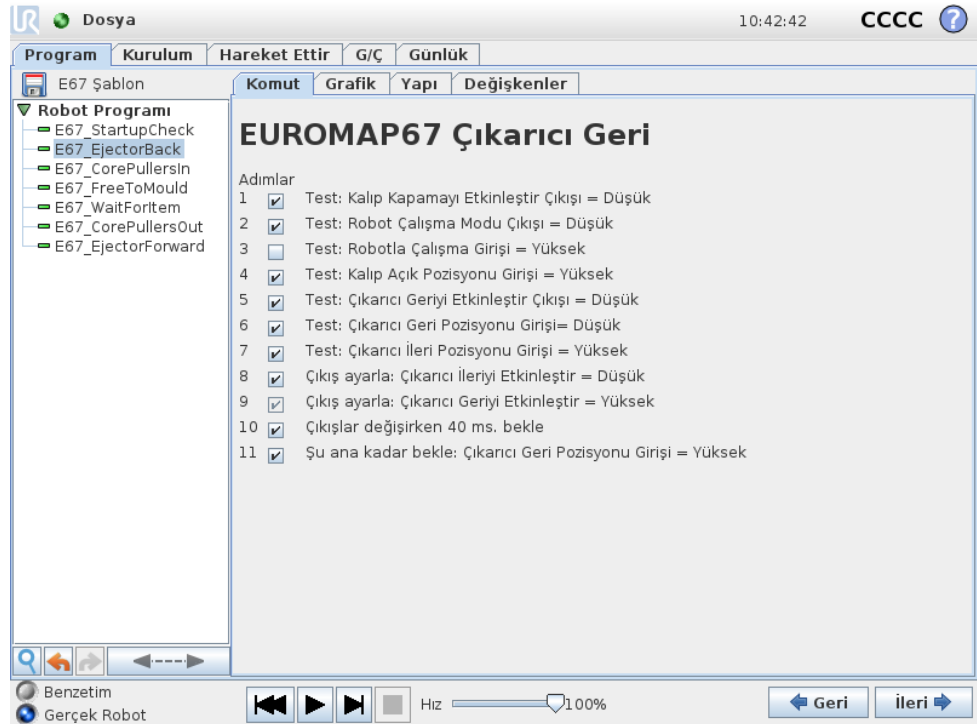 UR Dosya 10:42:42 CCCC ?
Program Kurulum Hareket Ettir G/Ç Günlük
E67 Şablon
Komut Grafik Yapı Değişkenler
Robot Programı
E67_StartupCheck
E67_EjectorBack
E67_CorePullersIn
E67_FreeToMould
E67_WaitForItem
E67_CorePullersOut
E67_EjectorForward
EUROMAP67 Çıkarıcı Geri
Adımlar
1 Test: Kalıp Kapamayı Etkinleştir Çıkışı = Düşük
2 Test: Robot Çalışma Modu Çıkışı = Düşük
3 Test: Robotla Çalışma Girişi = Yüksek
4 Test: Kalıp Açık Pozisyonu Girişi = Yüksek
5 Test: Çıkarıcı Geriyi Etkinleştir Çıkışı = Düşük
6 Test: Çıkarıcı Geri Pozisyonu Girişi= Düşük
7 Test: Çıkarıcı İleri Pozisyonu Girişi = Yüksek
8 Çıkış ayarla: Çıkarıcı İleriyi Etkinleştir = Düşük
9 Çıkış ayarla: Çıkarıcı Geriyi Etkinleştir = Yüksek
10 Çıkışlar değişirken 40 ms. bekle
11 Şu ana kadar bekle: Çıkarıcı Geri Pozisyonu Girişi = Yüksek
Benzetim
Gerçek Robot
Hız 100%
Geri İleri